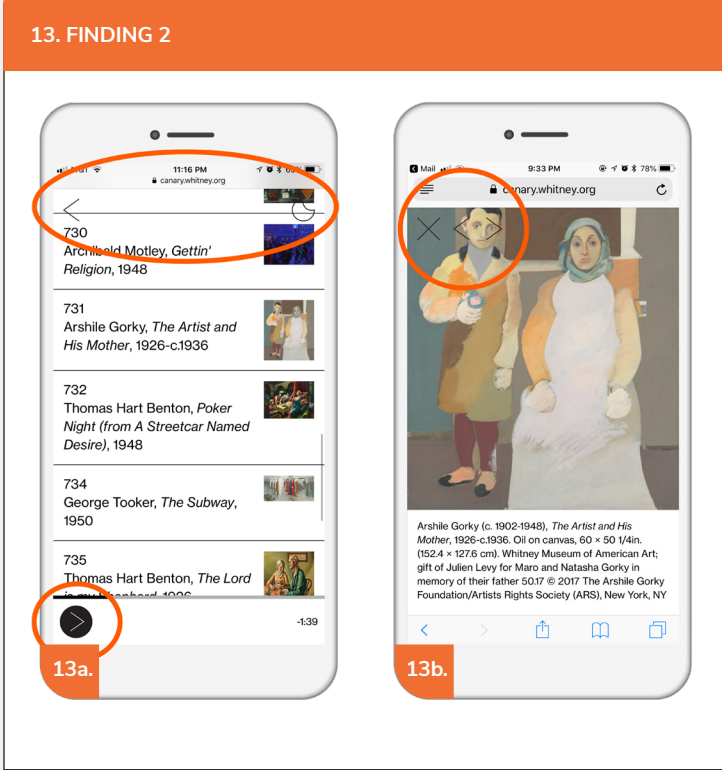 13. FINDING 2
11:16 PM
canary.whitney.org
730
Archibald Motley, Gettin'
Religion, 1948
731
Arshile Gorky, The Artist and
His Mother, 1926-c.1936
732
Thomas Hart Benton, Poker
Night (from A Streetcar Named
Desire), 1948
734
George Tooker, The Subway,
1950
735
Thomas Hart Benton, The Lord
is my Shepherd, 1926
-1:39
13a.
Mail
9:33 PM
78%
canary.whitney.org
Arshile Gorky (c. 1902-1948), The Artist and His
Mother, 1926-c.1936. Oil on canvas, 60 × 50 1/4in.
(152.4 × 127.6 cm). Whitney Museum of American Art;
gift of Julien Levy for Maro and Natasha Gorky in
memory of their father 50.17 © 2017 The Arshile Gorky
Foundation/Artists Rights Society (ARS), New York, NY
13b.